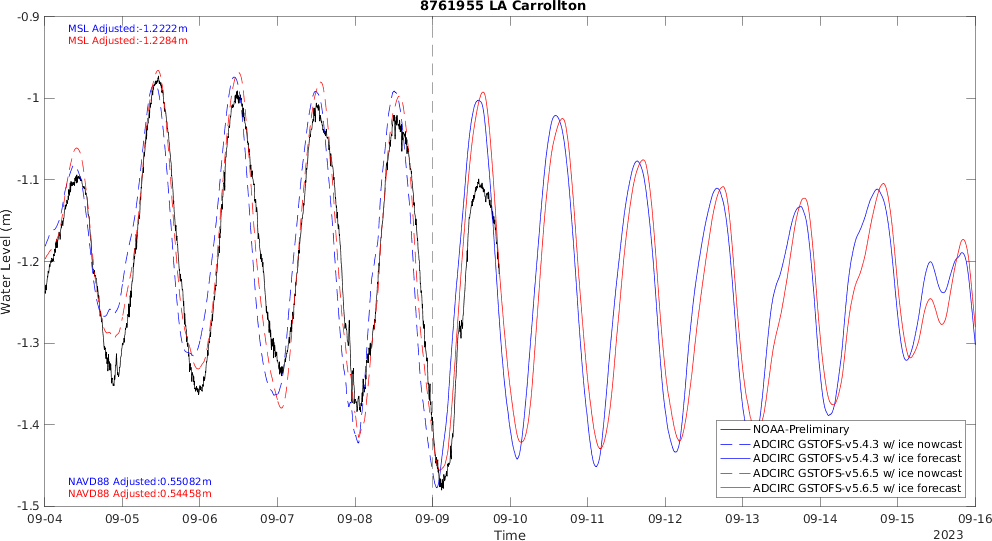 8761955 LA Carrollton
MSL Adjusted:-1.2222m
MSL Adjusted:-1.2284m
-0.9
-1
-1.1
-1.2
-1.3
-1.4
-1.5
Water Level (m)
NAVD88 Adjusted:0.55082m
NAVD88 Adjusted:0.54458m
NOAA-Preliminary
ADCIRC GSTOFS-v5.4.3 w/ ice nowcast
ADCIRC GSTOFS-v5.4.3 w/ ice forecast
ADCIRC GSTOFS-v5.6.5 w/ ice nowcast
ADCIRC GSTOFS-v5.6.5 w/ ice forecast
09-04 09-05 09-06 09-07 09-08 09-09 09-10 09-11 09-12 09-13 09-14 09-15 09-16
Time
2023